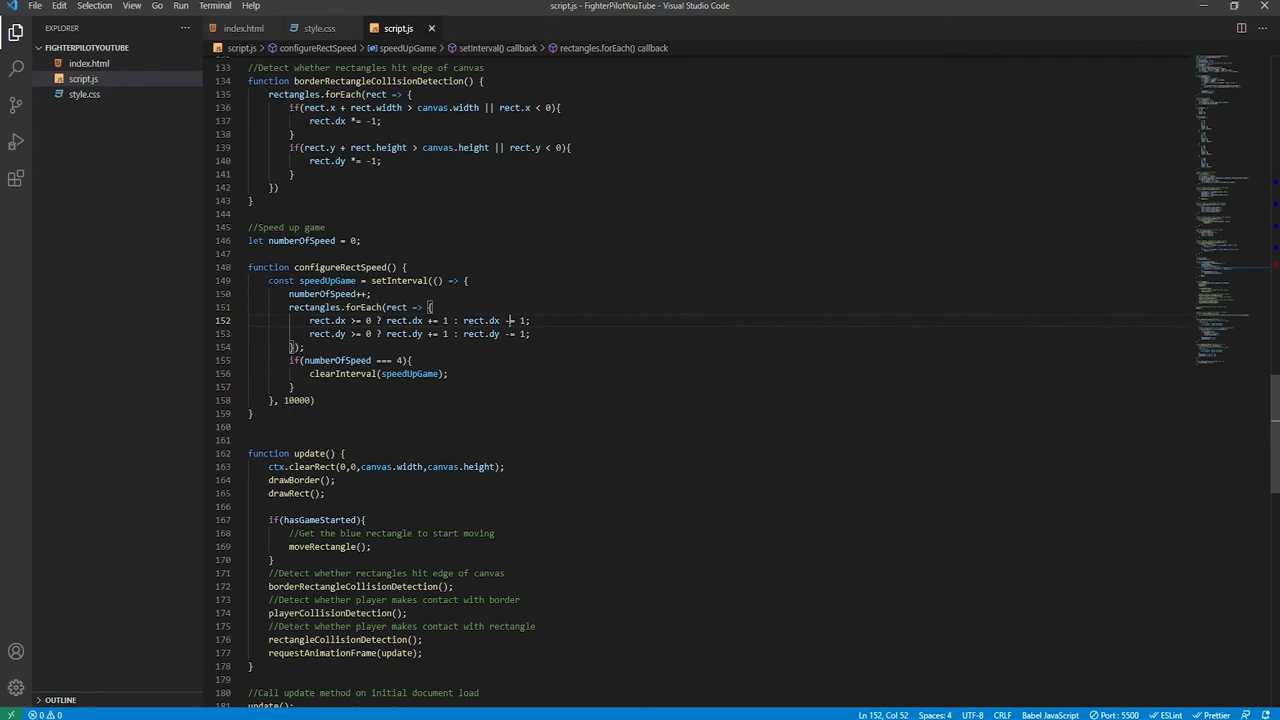 File Edit Selection View Go Run Terminal Help script.js - FighterPilotYouTube - Visual Studio Code
EXPLORER ...
index.html style.css script.js
FIGHTERPILOTYOUTUBE
script.js > configureRectSpeed > speedUpGame > setInterval() callback > rectangles.forEach() callback
index.html
script.js
style.css
133 //Detect whether rectangles hit edge of canvas
134 function borderRectangleCollisionDetection() {
135 rectangles.forEach(rect => {
136 if(rect.x + rect.width > canvas.width || rect.x < 0){
137 rect.dx *= -1;
138 }
139 if(rect.y + rect.height > canvas.height || rect.y < 0){
140 rect.dy *= -1;
141 }
142 })
143 }
144
145 //Speed up game
146 let numberOfSpeed = 0;
147
148 function configureRectSpeed() {
149 const speedUpGame = setInterval(() => {
150 numberOfSpeed++;
151 rectangles.forEach(rect => {
152 rect.dx >= 0 ? rect.dx += 1 : rect.dx -= 1;
153 rect.dy >= 0 ? rect.dy += 1 : rect.dy -= 1;
154 });
155 if(numberOfSpeed === 4){
156 clearInterval(speedUpGame);
157 }
158 }, 10000)
159 }
160
161
162 function update() {
163 ctx.clearRect(0,0,canvas.width,canvas.height);
164 drawBorder();
165 drawRect();
166
167 if(hasGameStarted){
168 //Get the blue rectangle to start moving
169 moveRectangle();
170 }
171 //Detect whether rectangles hit edge of canvas
172 borderRectangleCollisionDetection();
173 //Detect whether player makes contact with border
174 playerCollisionDetection();
175 //Detect whether player makes contact with rectangle
176 rectangleCollisionDetection();
177 requestAnimationFrame(update);
178 }
179
180 //Call update method on initial document load
181 update();
OUTLINE
0 0 Ln 152, Col 52 Spaces: 4 UTF-8 CRLF Babel JavaScript Port : 5500 ESLint Prettier